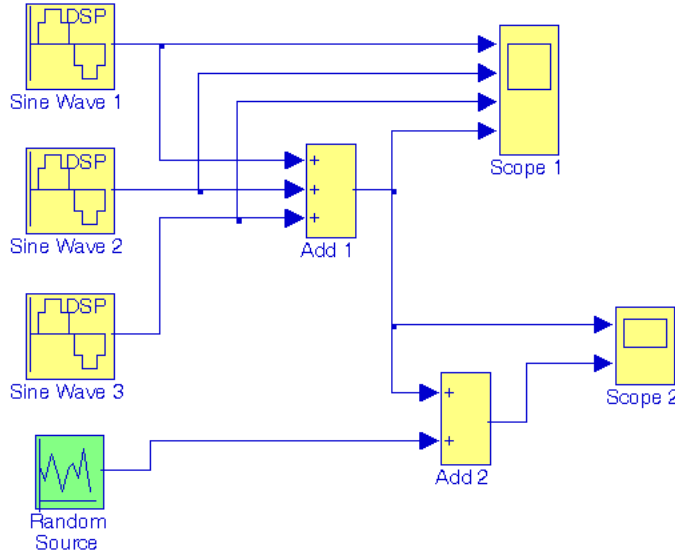 DSP
Sine Wave 1
Scope 1
DSP
+
+
+
Sine Wave 2
Add 1
DSP
Sine Wave 3
Scope 2
+
+
Add 2
Random
Source